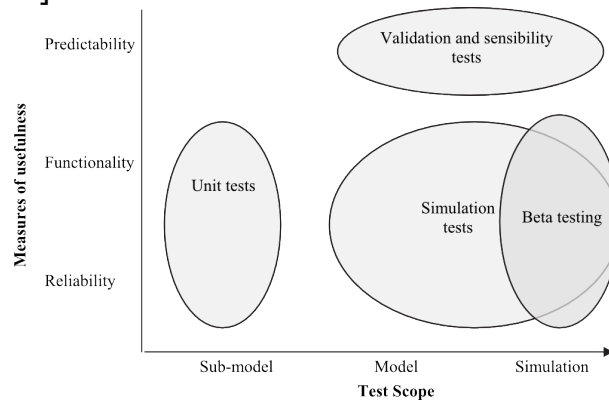 Predictability
Validation and sensibility
tests
Measures of usefulness
Functionality
Unit tests
Simulation
tests
Beta testing
Reliability
Sub-model
Model
Simulation
Test Scope